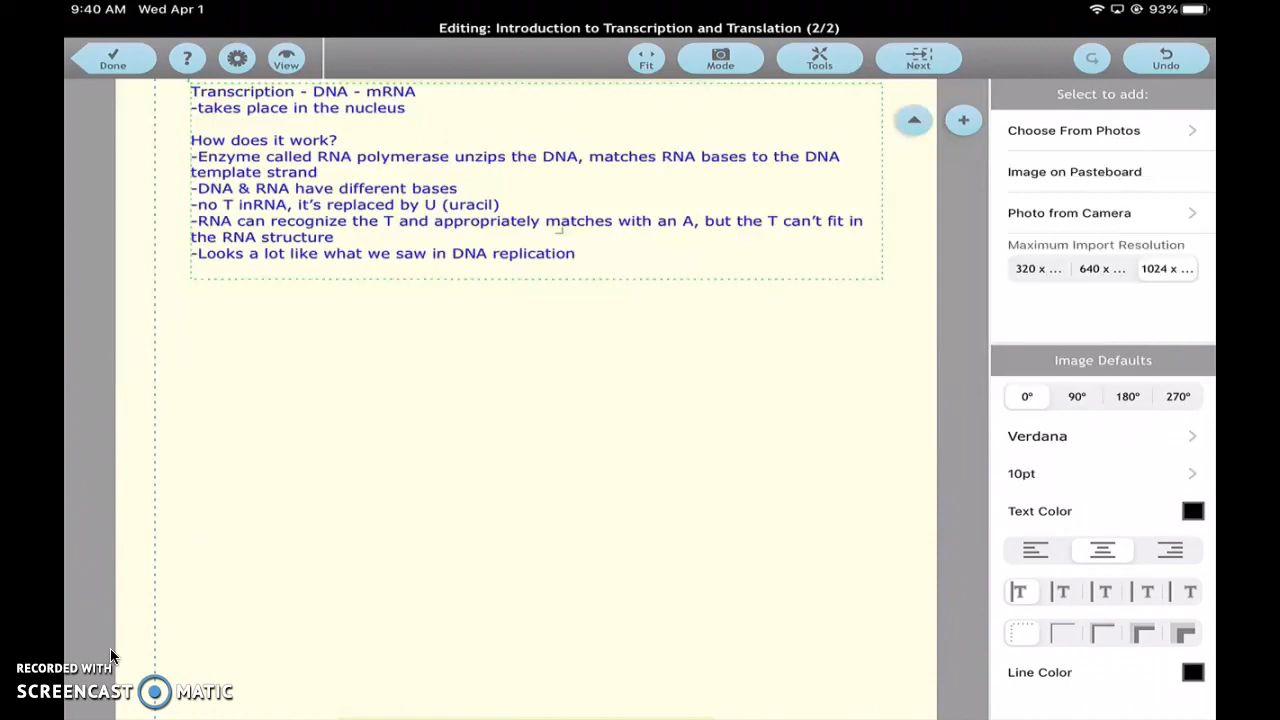 9:40 AM Wed Apr 1
93%
Editing: Introduction to Transcription and Translation (2/2)
Done
?
View
Fit
Mode
Tools
Next
Undo
Transcription - DNA - mRNA
-takes place in the nucleus
How does it work?
-Enzyme called RNA polymerase unzips the DNA, matches RNA bases to the DNA
template strand
-DNA & RNA have different bases
-no T inRNA, it's replaced by U (uracil)
-RNA can recognize the T and appropriately matches with an A, but the T can't fit in
the RNA structure
-Looks a lot like what we saw in DNA replication
+
Select to add:
Choose From Photos
Image on Pasteboard
Photo from Camera
Maximum Import Resolution
320 x ... 640 x ... 1024 x ...
Image Defaults
0° 90° 180° 270°
Verdana
10pt
Text Color
T T T T T
Line Color
RECORDED WITH
SCREENCAST MATIC